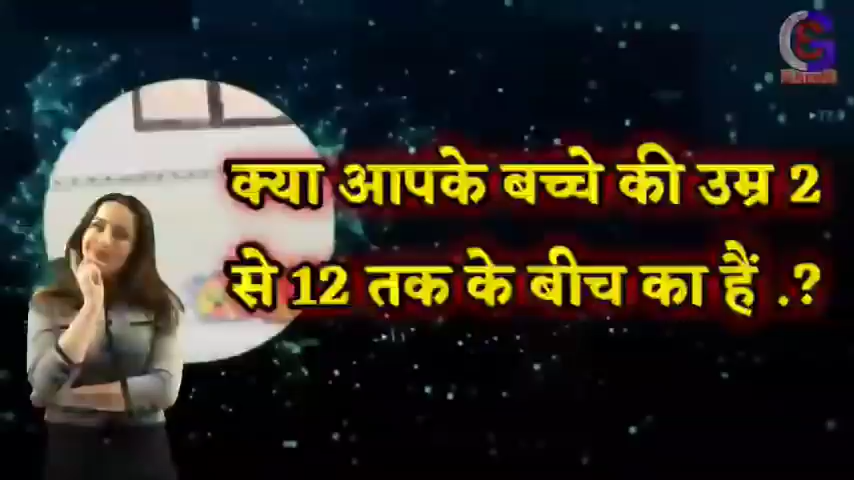 क्या आपके बच्चे की उम्र 2
से 12 तक के बीच का हैं .?